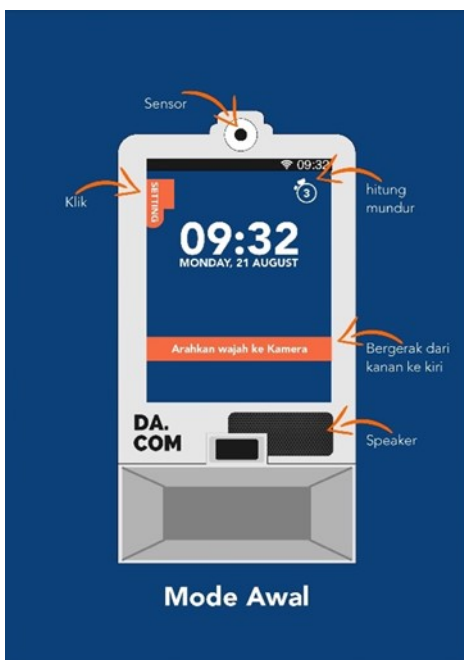 Sensor
09:32
Klik
SETTING
3
hitung
mundur
09:32
MONDAY, 21 AUGUST
Arahkan wajah ke Kamera
Bergerak dari
kanan ke kiri
DA.
COM
Speaker
Mode Awal